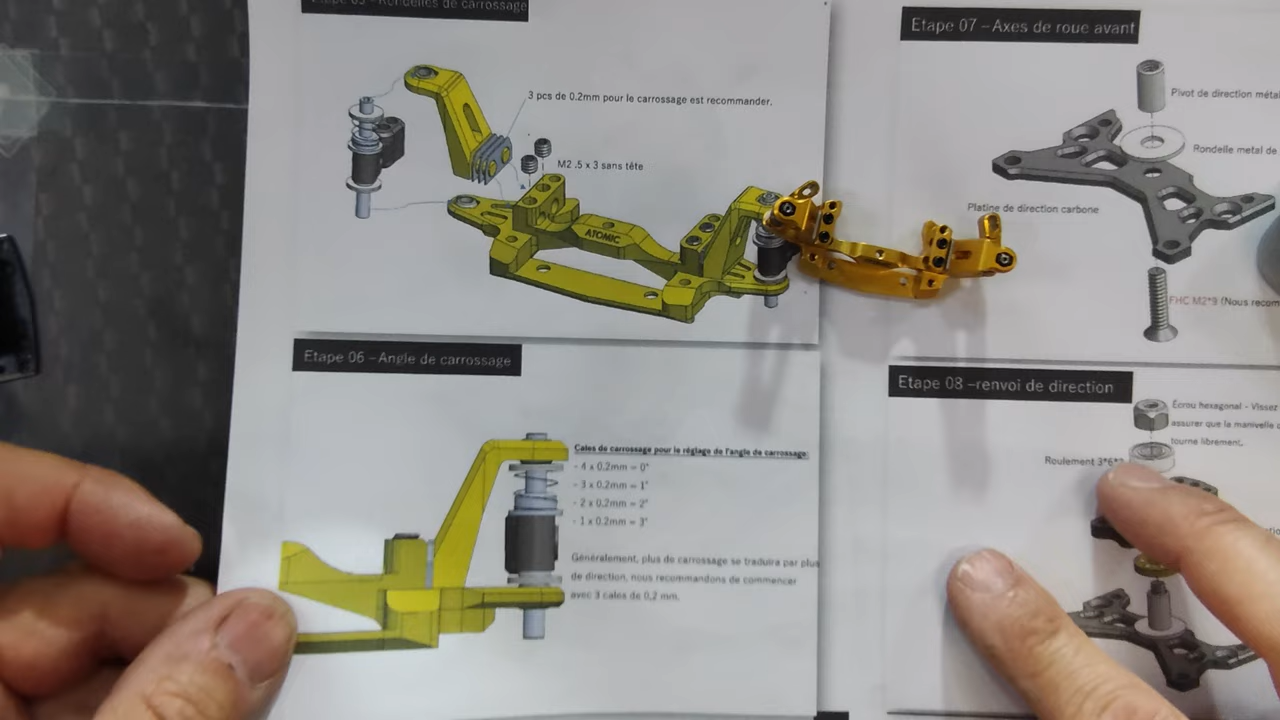 Etape 05 –Rondelles de carrossage
3 pcs de 0.2mm pour le carrossage est recommander.
M2 .5 x 3 sans tête
ATOMIC
Etape 06 –Angle de carrossage
Cales de carrossage pour le réglage de l'angle de carrossage:
- 4 x 0.2mm = 0°
- 3 x 0.2mm = 1°
- 2 x 0.2mm = 2°
- 1 x 0.2mm = 3°
Généralement, plus de carrossage se traduira par plus
de direction, nous recommandons de commencer
avec 3 cales de 0,2 mm.
Etape 07 –Axes de roue avant
Pivot de direction métal
Rondelle metal de
Platine de direction carbone
FHC M2*9 (Nous recom
Etape 08 –renvoi de direction
Écrou hexagonal - Vissez
assurer que la manivelle
tourne librement.
Roulement 3*6*